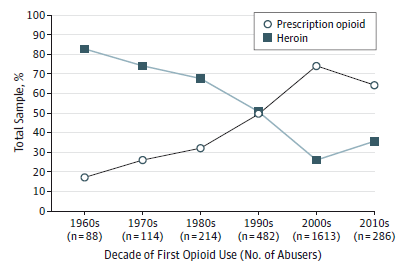 Total Sample, %
100
90
80
70
60
50
40
30
20
10
0
Prescription opioid
Heroin
1960s 1970s 1980s 1990s 2000s 2010s
(n=88) (n=114) (n=214) (n=482) (n=1613) (n=286)
Decade of First Opioid Use (No. of Abusers)